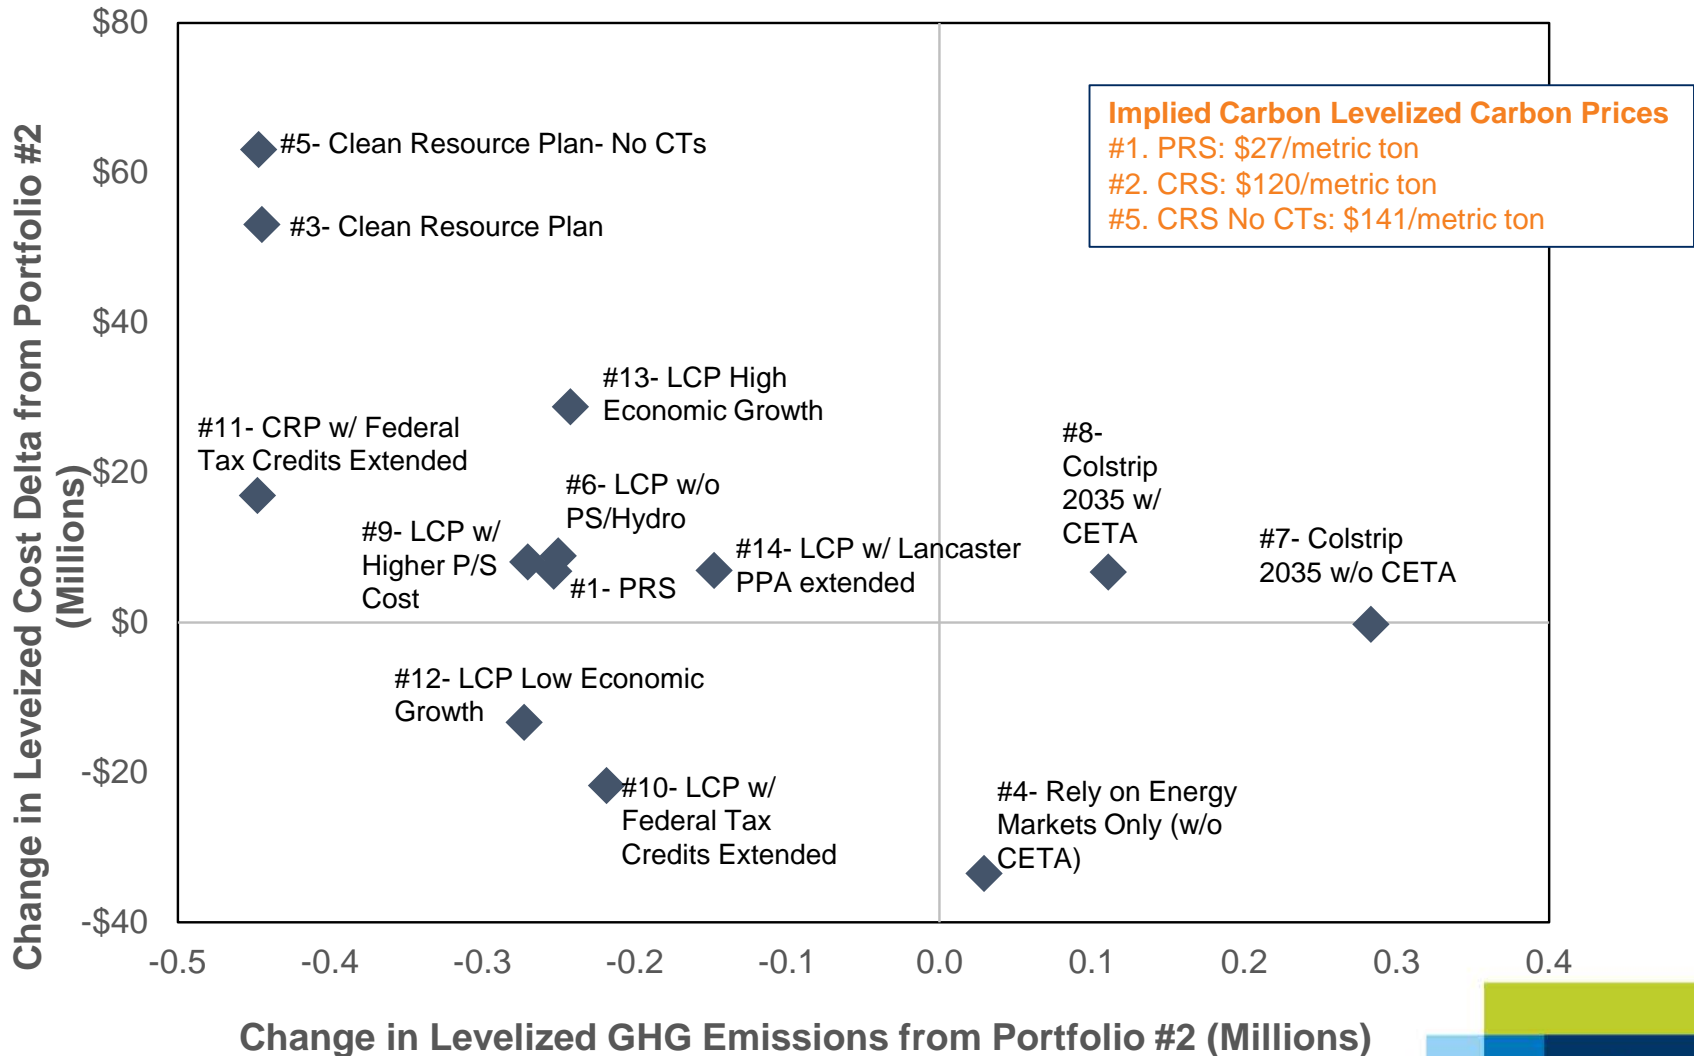 Change in Leveized Cost Delta from Portfolio #2
(Millions)
$80
$60
$40
$20
$0
-$20
-$40
Implied Carbon Levelized Carbon Prices
#1. PRS: $27/metric ton
#2. CRS: $120/metric ton
#5. CRS No CTs: $141/metric ton
#5- Clean Resource Plan- No CTs
#3- Clean Resource Plan
#13- LCP High
Economic Growth
#11- CRP w/ Federal
Tax Credits Extended
#6- LCP w/o
PS/Hydro
#9- LCP w/
Higher P/S
Cost
#1- PRS
#14- LCP w/ Lancaster
PPA extended
#8-
Colstrip
2035 w/
CETA
#7- Colstrip
2035 w/o CETA
#12- LCP Low Economic
Growth
#10- LCP w/
Federal Tax
Credits Extended
#4- Rely on Energy
Markets Only (w/o
CETA)
-0.5
-0.4
-0.3
-0.2
-0.1
0.0
0.1
0.2
0.3
0.4
Change in Levelized GHG Emissions from Portfolio #2 (Millions)